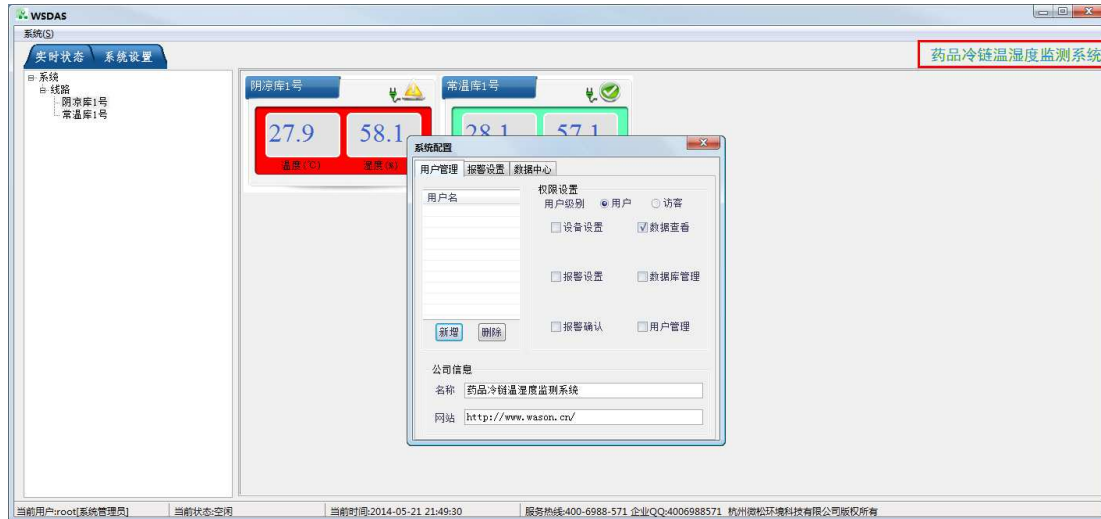 WSDAS
系统(S)
实时状态 系统设置
药品冷链温湿度监测系统
系统
线路
阴凉库1号
常温库1号
阴凉库1号
常温库1号
27.9
58.1
28.1
57.1
温度(℃)
湿度(%)
系统配置
用户管理 报警设置 数据中心
用户名
权限设置
用户级别 用户 访客
设备设置 数据查看
报警设置 数据库管理
报警确认 用户管理
新增 删除
公司信息
名称 药品冷链温湿度监测系统
网站 http://www.wason.cn/
当前用户:root[系统管理员] 当前状态:空闲 当前时间:2014-05-21 21:49:30 服务热线:400-6988-571 企业QQ:4006988571 杭州微松环境科技有限公司版权所有